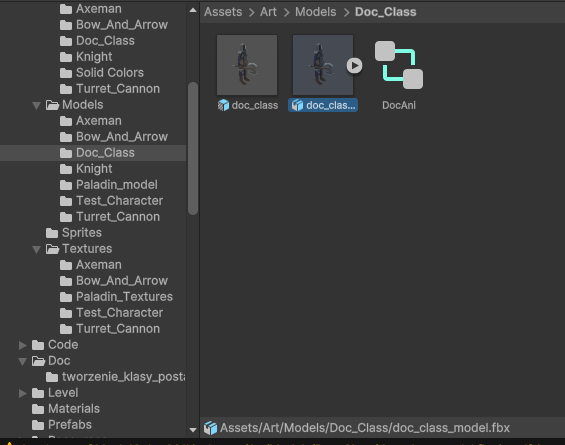 Axeman
Bow_And_Arrow
Doc_Class
Knight
Solid Colors
Turret_Cannon
Models
Axeman
Bow_And_Arrow
Doc_Class
Knight
Paladin_model
Test_Character
Turret_Cannon
Sprites
Textures
Axeman
Bow_And_Arrow
Paladin_Textures
Test_Character
Turret_Cannon
Code
Doc
tworzenie_klasy_posta
Level
Materials
Prefabs
Assets > Art > Models > Doc_Class
doc_class
doc_clas...
DocAni
Assets/Art/Models/Doc_Class/doc_class_model.fbx